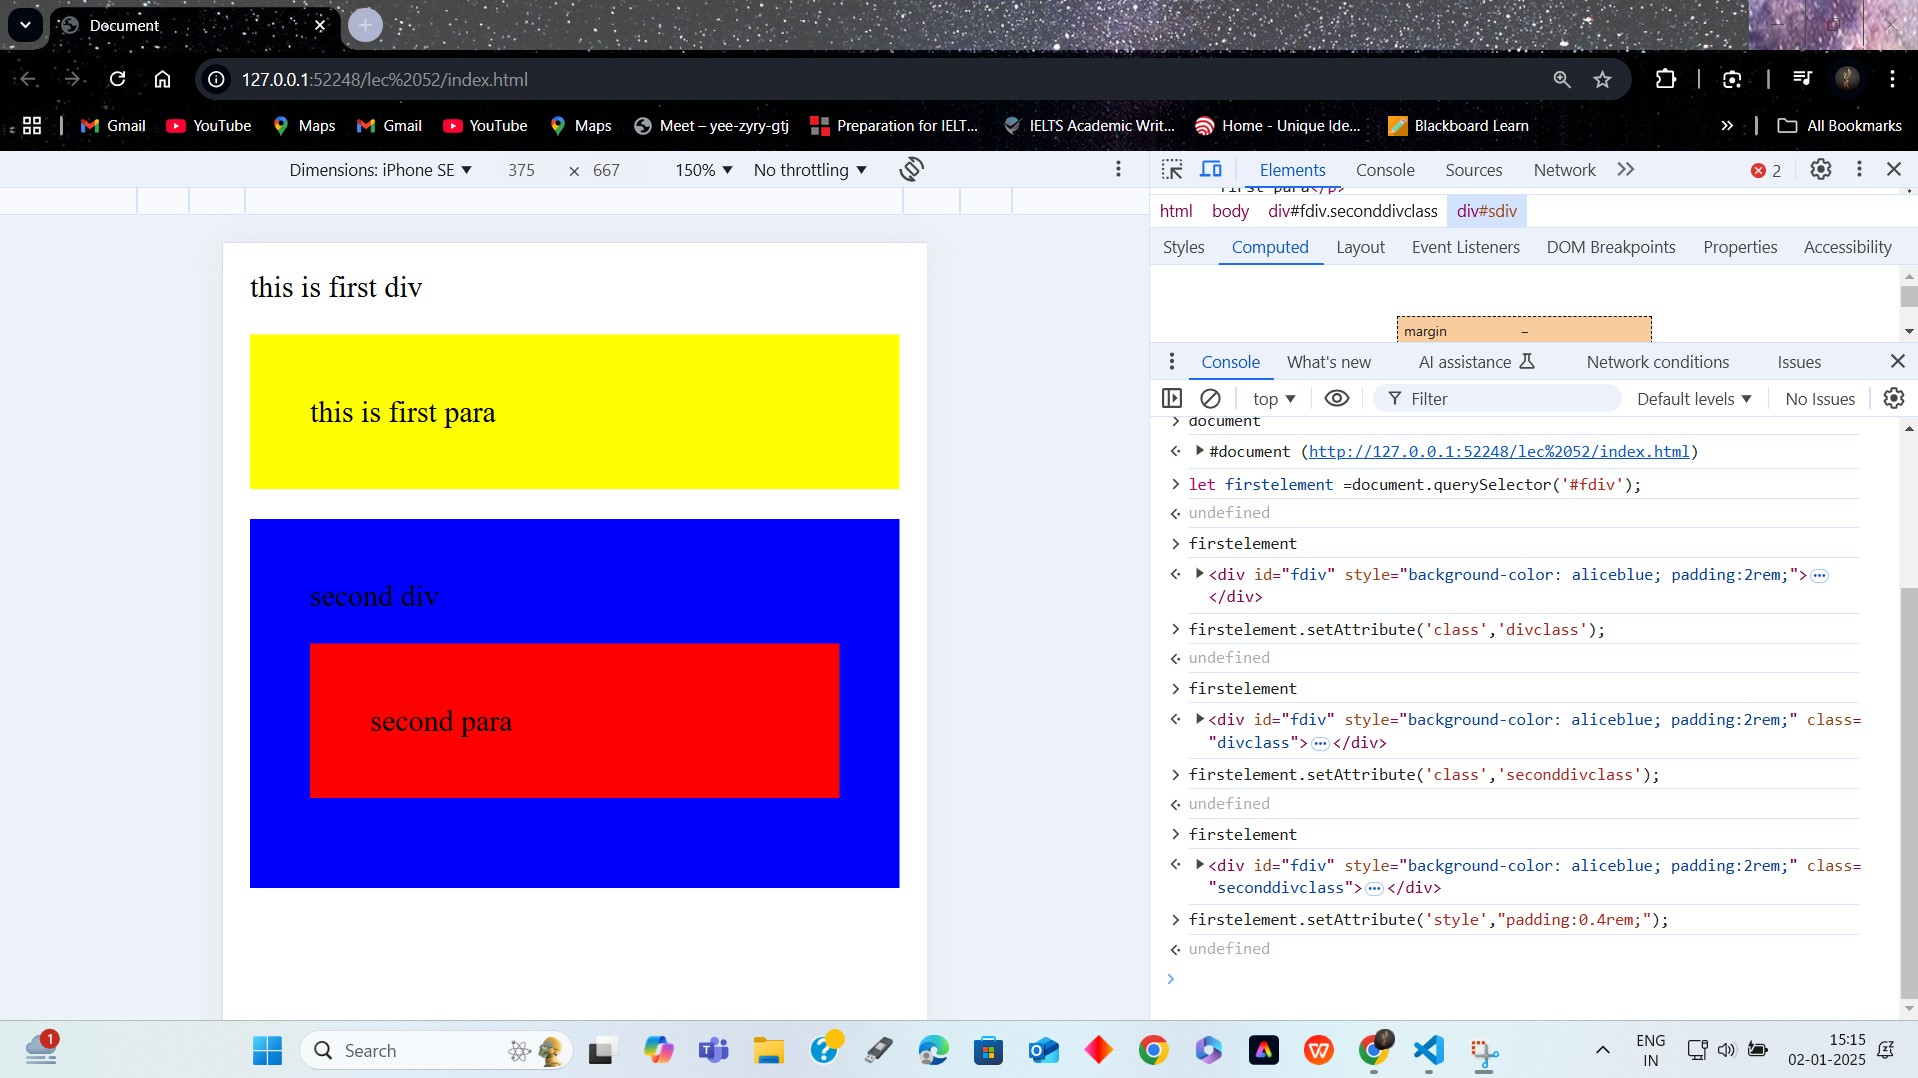 Document
127.0.0.1:52248/lec%2052/index.html
Gmail YouTube Maps Gmail YouTube Maps Meet – yee-zyry-gtj Preparation for IELT... IELTS Academic Writ... Home - Unique Ide... Blackboard Learn » All Bookmarks
Dimensions: iPhone SE 375 × 667 150% No throttling
Elements Console Sources Network 2
first para</p>
html body div#fdiv.seconddivclass div#sdiv
Styles Computed Layout Event Listeners DOM Breakpoints Properties Accessibility
margin –
Console What's new AI assistance Network conditions Issues
top Filter Default levels No Issues
this is first div
this is first para
second div
second para
document
#document (http://127.0.0.1:52248/lec%2052/index.html)
let firstelement =document.querySelector('#fdiv');
undefined
firstelement
<div id="fdiv" style="background-color: aliceblue; padding:2rem;">…
</div>
firstelement.setAttribute('class','divclass');
undefined
firstelement
<div id="fdiv" style="background-color: aliceblue; padding:2rem;" class=
"divclass">…</div>
firstelement.setAttribute('class','seconddivclass');
undefined
firstelement
<div id="fdiv" style="background-color: aliceblue; padding:2rem;" class=
"seconddivclass">…</div>
firstelement.setAttribute('style',"padding:0.4rem;");
undefined
1
Search
ENG
IN
15:15
02-01-2025